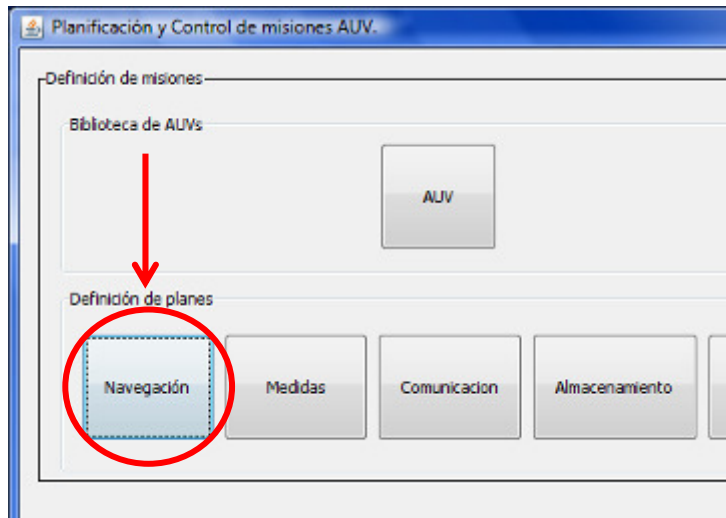 Planificación y Control de misiones AUV.
Definición de misiones
Biblioteca de AUVs
AUV
Definición de planes
Navegación Medidas Comunicacion Almacenamiento